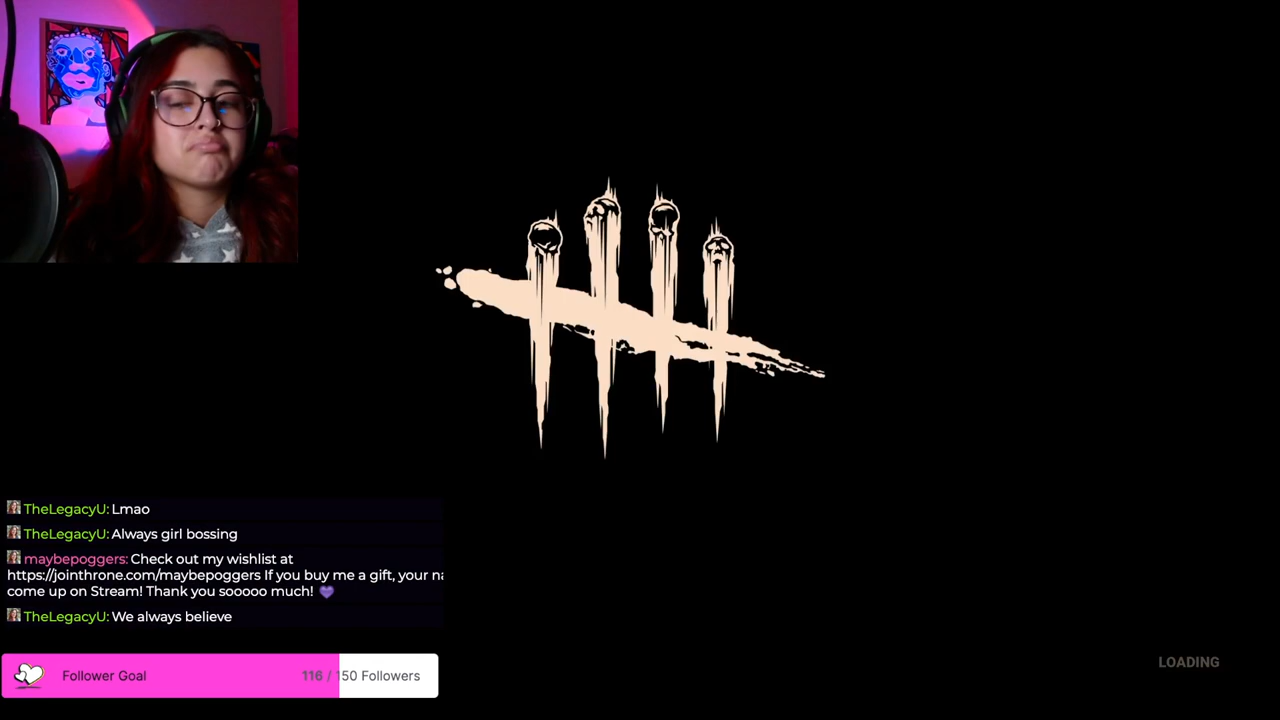 TheLegacyU: Lmao
TheLegacyU: Always girl bossing
maybepoggers: Check out my wishlist at
https://jointhrone.com/maybepoggers If you buy me a gift, your na
come up on Stream! Thank you sooooo much! 💜
TheLegacyU: We always believe
Follower Goal 116 / 150 Followers
LOADING